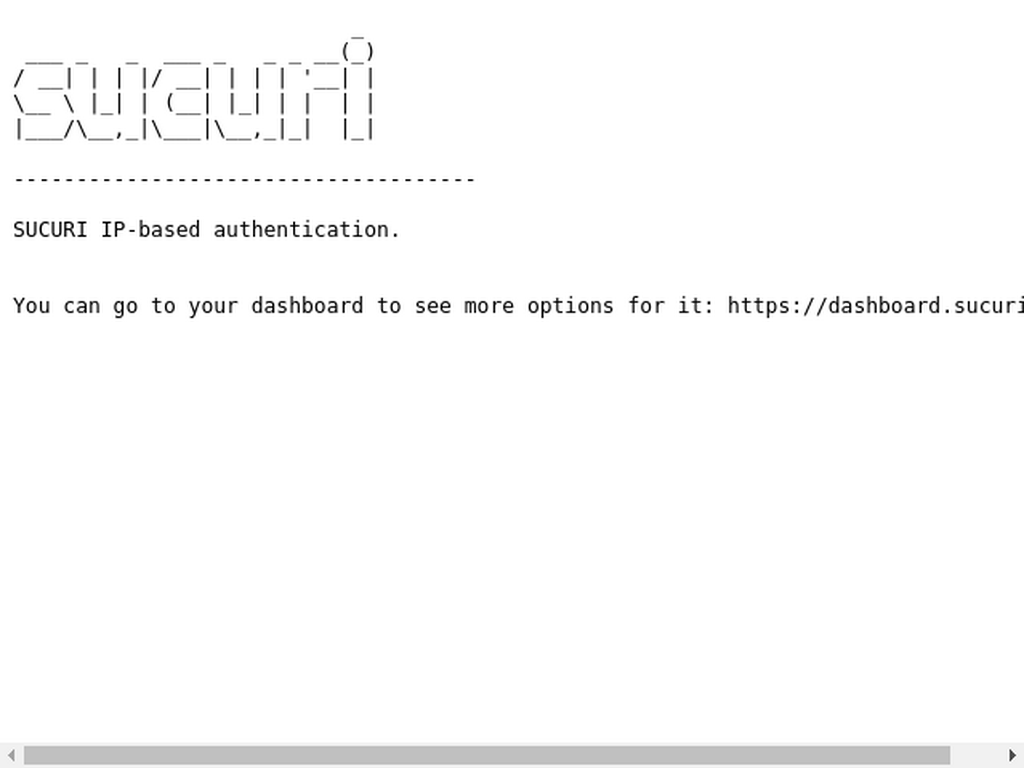 sucuri
-------------------------------------
SUCURI IP-based authentication.
You can go to your dashboard to see more options for it: https://dashboard.sucuri